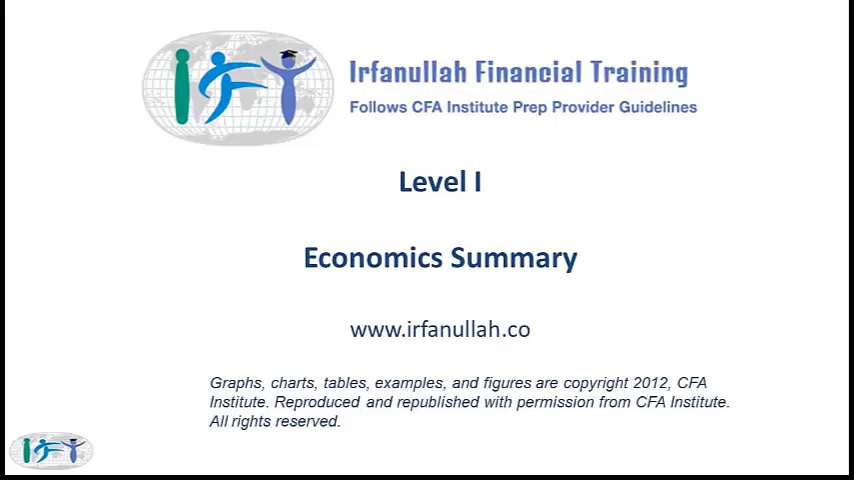 Irfanullah Financial Training
Follows CFA Institute Prep Provider Guidelines
Level I
Economics Summary
www.irfanullah.co
Graphs, charts, tables, examples, and figures are copyright 2012, CFA
Institute. Reproduced and republished with permission from CFA Institute.
All rights reserved.